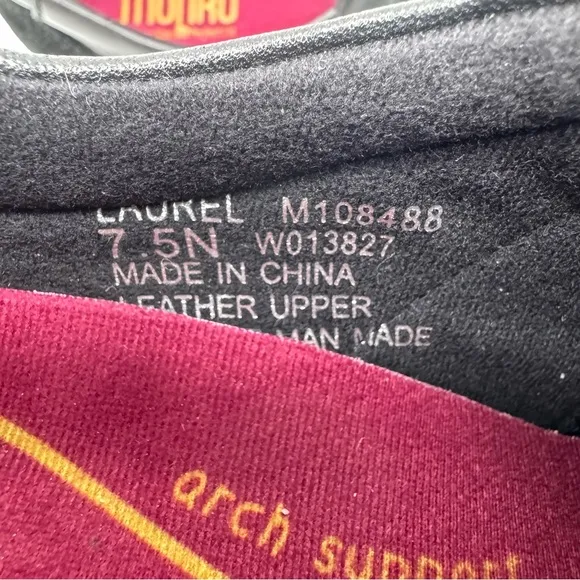 LAUREL M108488
7.5N W013827
MADE IN CHINA
LEATHER UPPER
MAN MADE
arch support